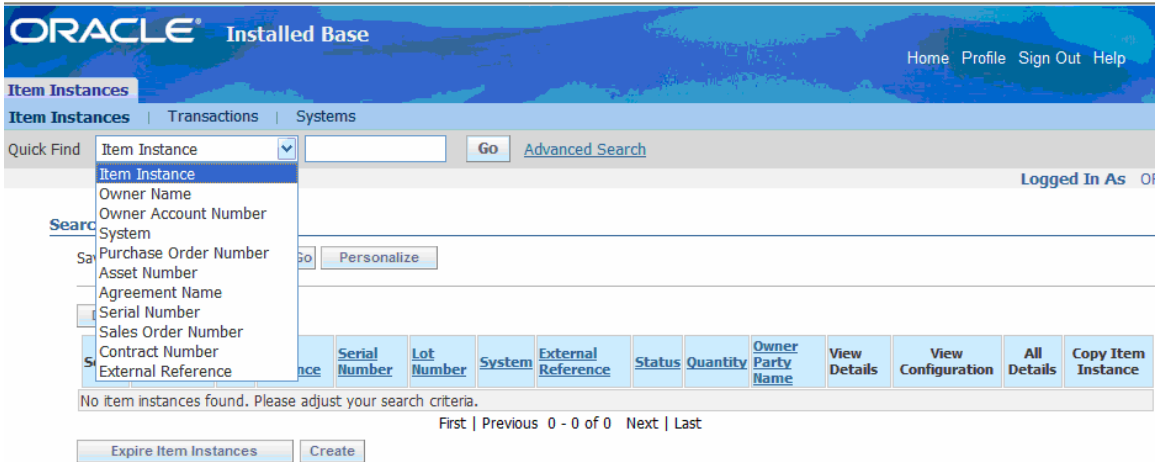 ORACLE® Installed Base
Home Profile Sign Out Help
Item Instances
Item Instances | Transactions | Systems
Quick Find Item Instance Go Advanced Search
Logged In As
Item Instance
Owner Name
Owner Account Number
System
Purchase Order Number
Asset Number
Agreement Name
Serial Number
Sales Order Number
Contract Number
External Reference
Personalize
Serial Number Lot Number System External Reference Status Quantity Owner Party Name View Details View Configuration All Details Copy Item Instance
No item instances found. Please adjust your search criteria.
First | Previous 0 - 0 of 0 Next | Last
Expire Item Instances Create